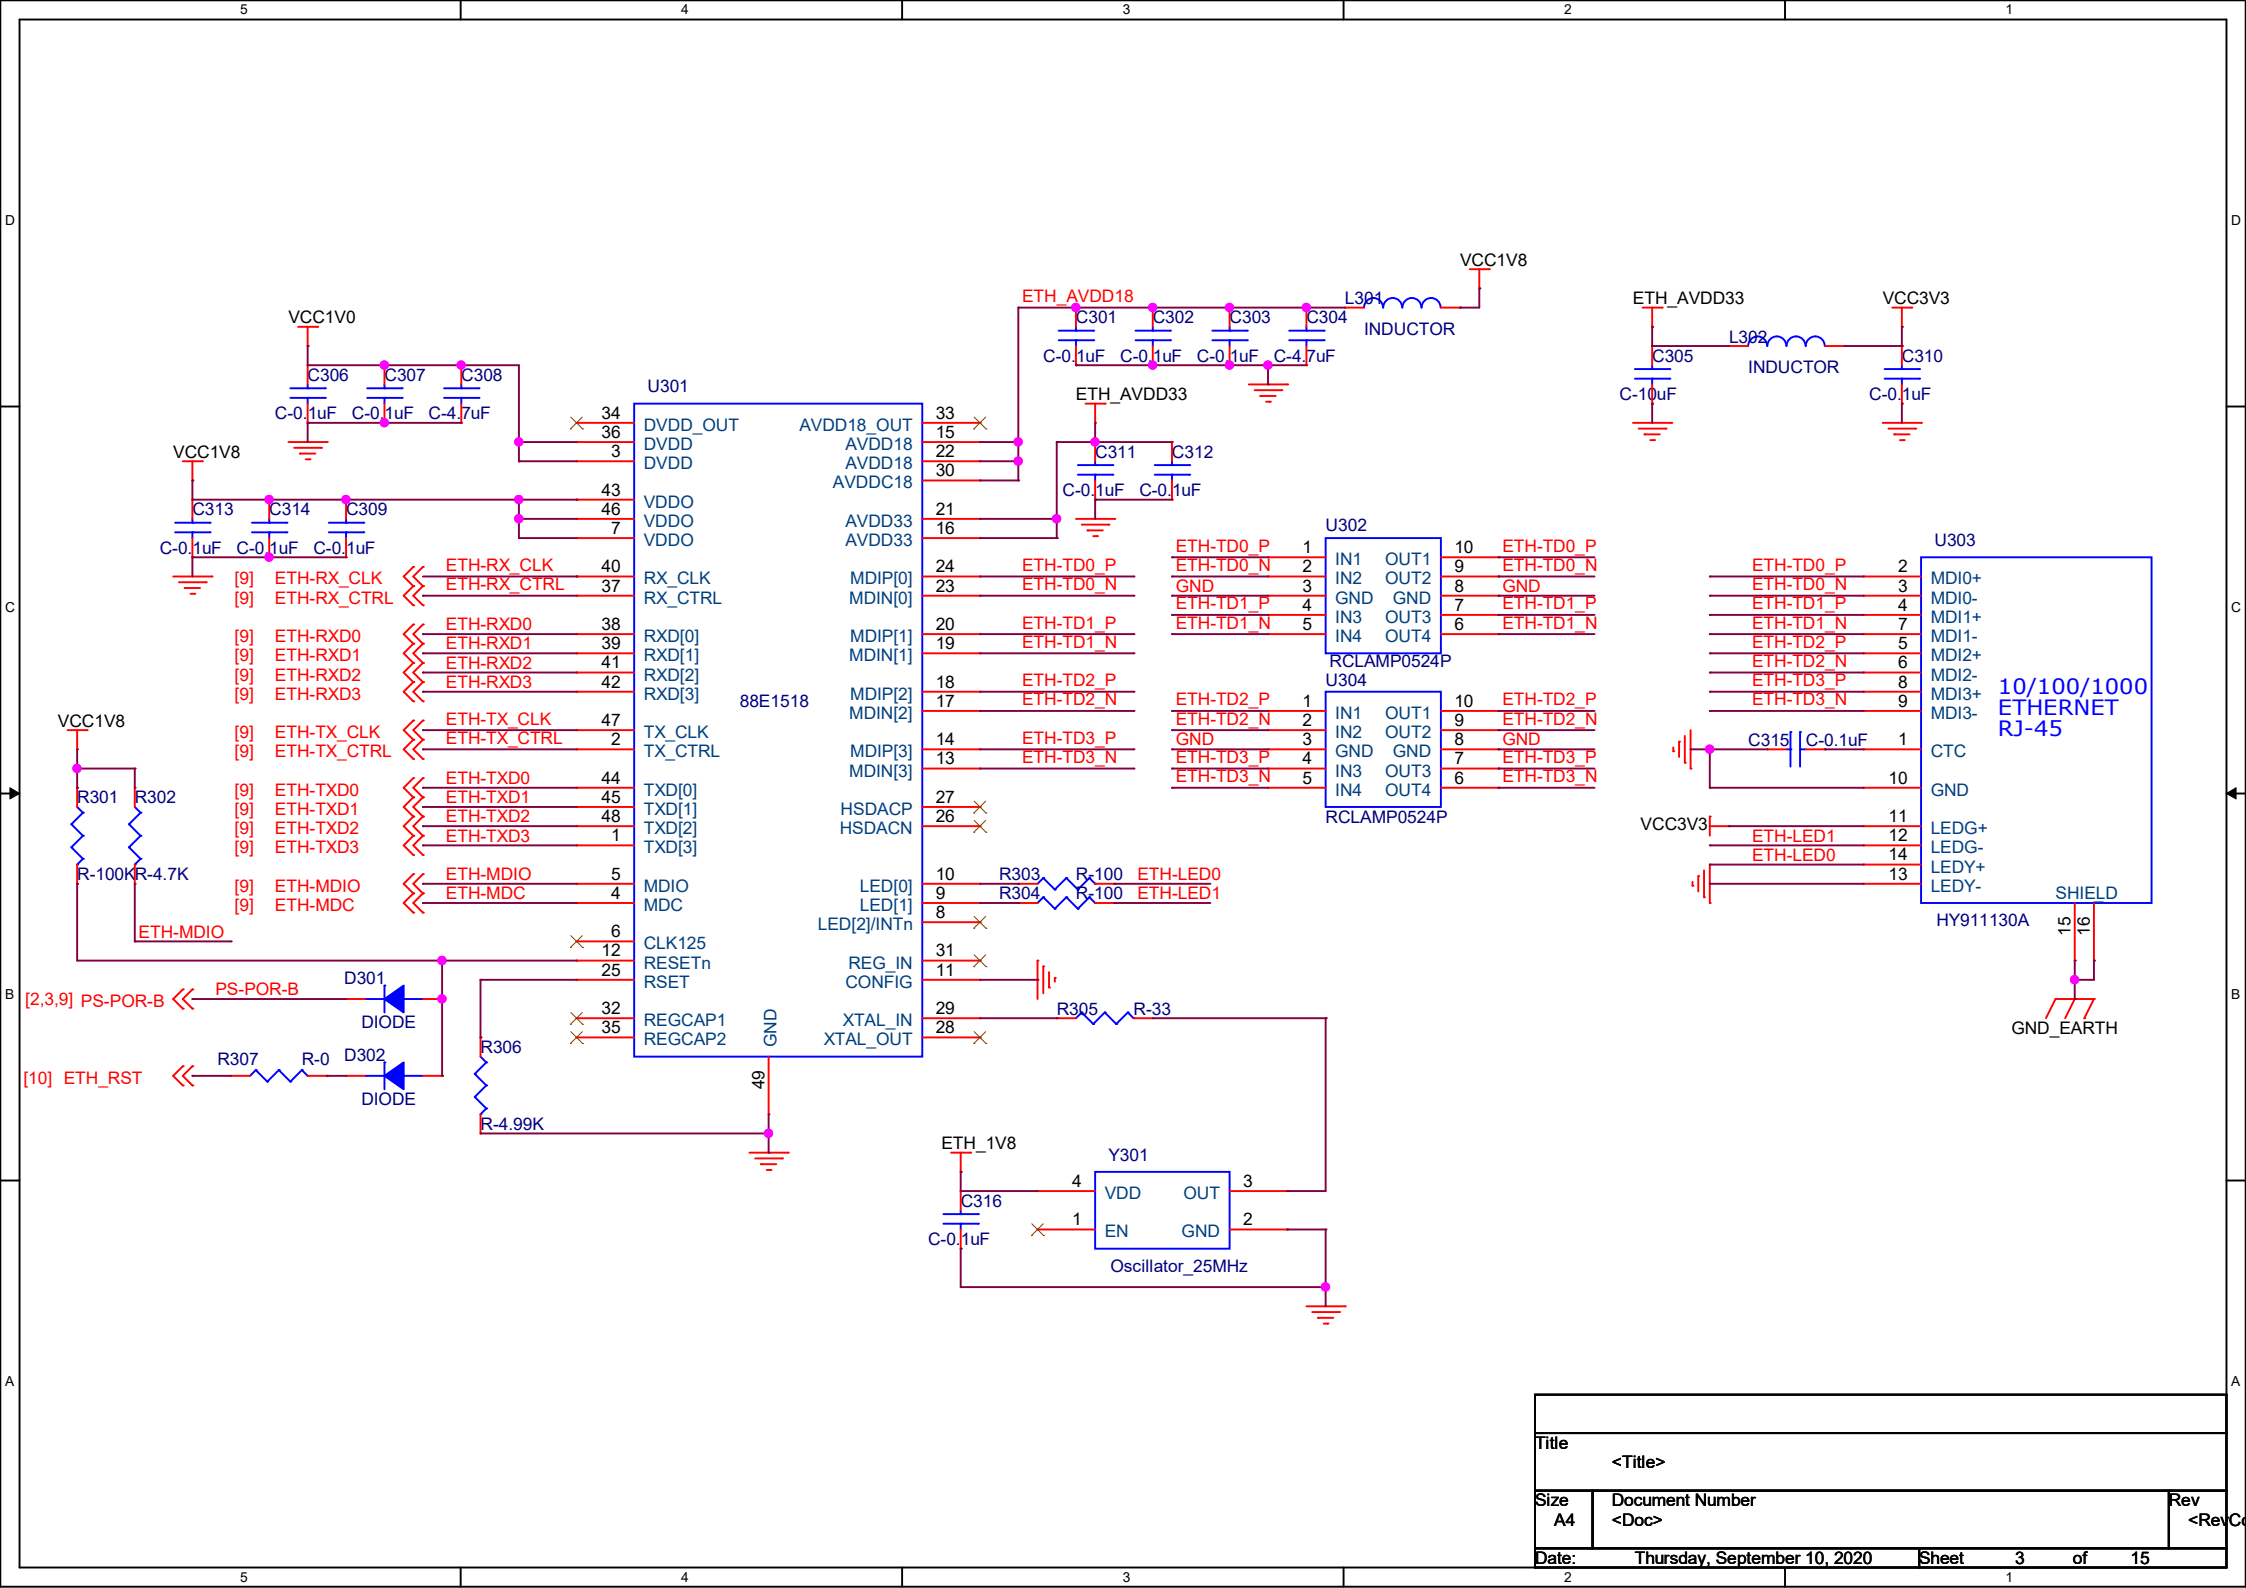 5 4 3 2 1
D D
C C
B B
A A
VCC1V0
C306 C307 C308
C-0.1uF C-0.1uF C-4.7uF
VCC1V8
C313 C314 C309
C-0.1uF C-0.1uF C-0.1uF
[9] ETH-RX_CLK ETH-RX_CLK
[9] ETH-RX_CTRL ETH-RX_CTRL
[9] ETH-RXD0 ETH-RXD0
[9] ETH-RXD1 ETH-RXD1
[9] ETH-RXD2 ETH-RXD2
[9] ETH-RXD3 ETH-RXD3
[9] ETH-TX_CLK ETH-TX_CLK
[9] ETH-TX_CTRL ETH-TX_CTRL
[9] ETH-TXD0 ETH-TXD0
[9] ETH-TXD1 ETH-TXD1
[9] ETH-TXD2 ETH-TXD2
[9] ETH-TXD3 ETH-TXD3
[9] ETH-MDIO ETH-MDIO
[9] ETH-MDC ETH-MDC
VCC1V8
R301 R302
R-100K R-4.7K
ETH-MDIO
[2,3,9] PS-POR-B PS-POR-B D301
DIODE
[10] ETH_RST R307 R-0 D302
DIODE
R306
R-4.99K
U301
88E1518
34 DVDD_OUT
36 DVDD
3 DVDD
43 VDDO
46 VDDO
7 VDDO
40 RX_CLK
37 RX_CTRL
38 RXD[0]
39 RXD[1]
41 RXD[2]
42 RXD[3]
47 TX_CLK
2 TX_CTRL
44 TXD[0]
45 TXD[1]
48 TXD[2]
1 TXD[3]
5 MDIO
4 MDC
6 CLK125
12 RESETn
25 RSET
32 REGCAP1
35 REGCAP2
GND
49
AVDD18_OUT 33
AVDD18 15
AVDD18 22
AVDDC18 30
AVDD33 21
AVDD33 16
MDIP[0] 24 ETH-TD0_P
MDIN[0] 23 ETH-TD0_N
MDIP[1] 20 ETH-TD1_P
MDIN[1] 19 ETH-TD1_N
MDIP[2] 18 ETH-TD2_P
MDIN[2] 17 ETH-TD2_N
MDIP[3] 14 ETH-TD3_P
MDIN[3] 13 ETH-TD3_N
HSDACP 27
HSDACN 26
LED[0] 10 R303 R-100 ETH-LED0
LED[1] 9 R304 R-100 ETH-LED1
LED[2]/INTn 8
REG_IN 31
CONFIG 11
XTAL_IN 29 R305 R-33
XTAL_OUT 28
ETH_AVDD18 L301 VCC1V8
C301 C302 C303 C304 INDUCTOR
C-0.1uF C-0.1uF C-0.1uF C-4.7uF
ETH_AVDD33
C311 C312
C-0.1uF C-0.1uF
ETH_AVDD33 VCC3V3
L302
C305 INDUCTOR C310
C-10uF C-0.1uF
U302
ETH-TD0_P 1 IN1 OUT1 10 ETH-TD0_P
ETH-TD0_N 2 IN2 OUT2 9 ETH-TD0_N
GND 3 GND GND 8 GND
ETH-TD1_P 4 IN3 OUT3 7 ETH-TD1_P
ETH-TD1_N 5 IN4 OUT4 6 ETH-TD1_N
RCLAMP0524P
U304
ETH-TD2_P 1 IN1 OUT1 10 ETH-TD2_P
ETH-TD2_N 2 IN2 OUT2 9 ETH-TD2_N
GND 3 GND GND 8 GND
ETH-TD3_P 4 IN3 OUT3 7 ETH-TD3_P
ETH-TD3_N 5 IN4 OUT4 6 ETH-TD3_N
RCLAMP0524P
U303
ETH-TD0_P 2 MDI0+
ETH-TD0_N 3 MDI0-
ETH-TD1_P 4 MDI1+
ETH-TD1_N 7 MDI1-
ETH-TD2_P 5 MDI2+
ETH-TD2_N 6 MDI2-
ETH-TD3_P 8 MDI3+
ETH-TD3_N 9 MDI3-
10/100/1000
ETHERNET
RJ-45
C315 C-0.1uF 1 CTC
10 GND
VCC3V3 11 LEDG+
ETH-LED1 12 LEDG-
ETH-LED0 14 LEDY+
13 LEDY-
SHIELD
HY911130A
15 16
GND_EARTH
ETH_1V8
C316
C-0.1uF
Y301
4 VDD OUT 3
1 EN GND 2
Oscillator_25MHz
Title
<Title>
Size Document Number Rev
A4 <Doc> <RevCo
Date: Thursday, September 10, 2020 Sheet 3 of 15
5 4 3 2 1